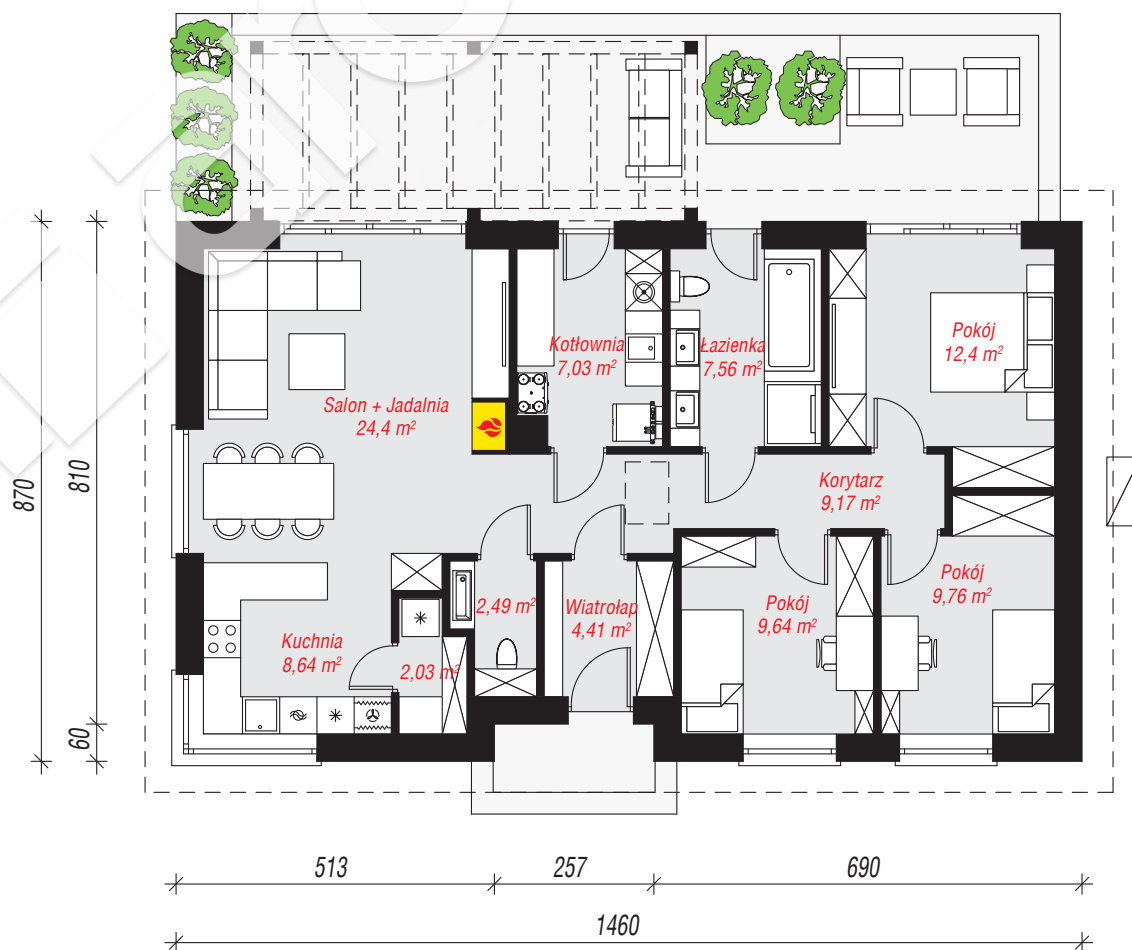 Kotłownia
7,03 m²
Łazienka
7,56 m²
Pokój
12,4 m²
Salon + Jadalnia
24,4 m²
Korytarz
9,17 m²
870
810
60
Kuchnia
8,64 m²
2,03 m²
2,49 m²
Wiatrołap
4,41 m²
Pokój
9,64 m²
Pokój
9,76 m²
513
257
690
1460